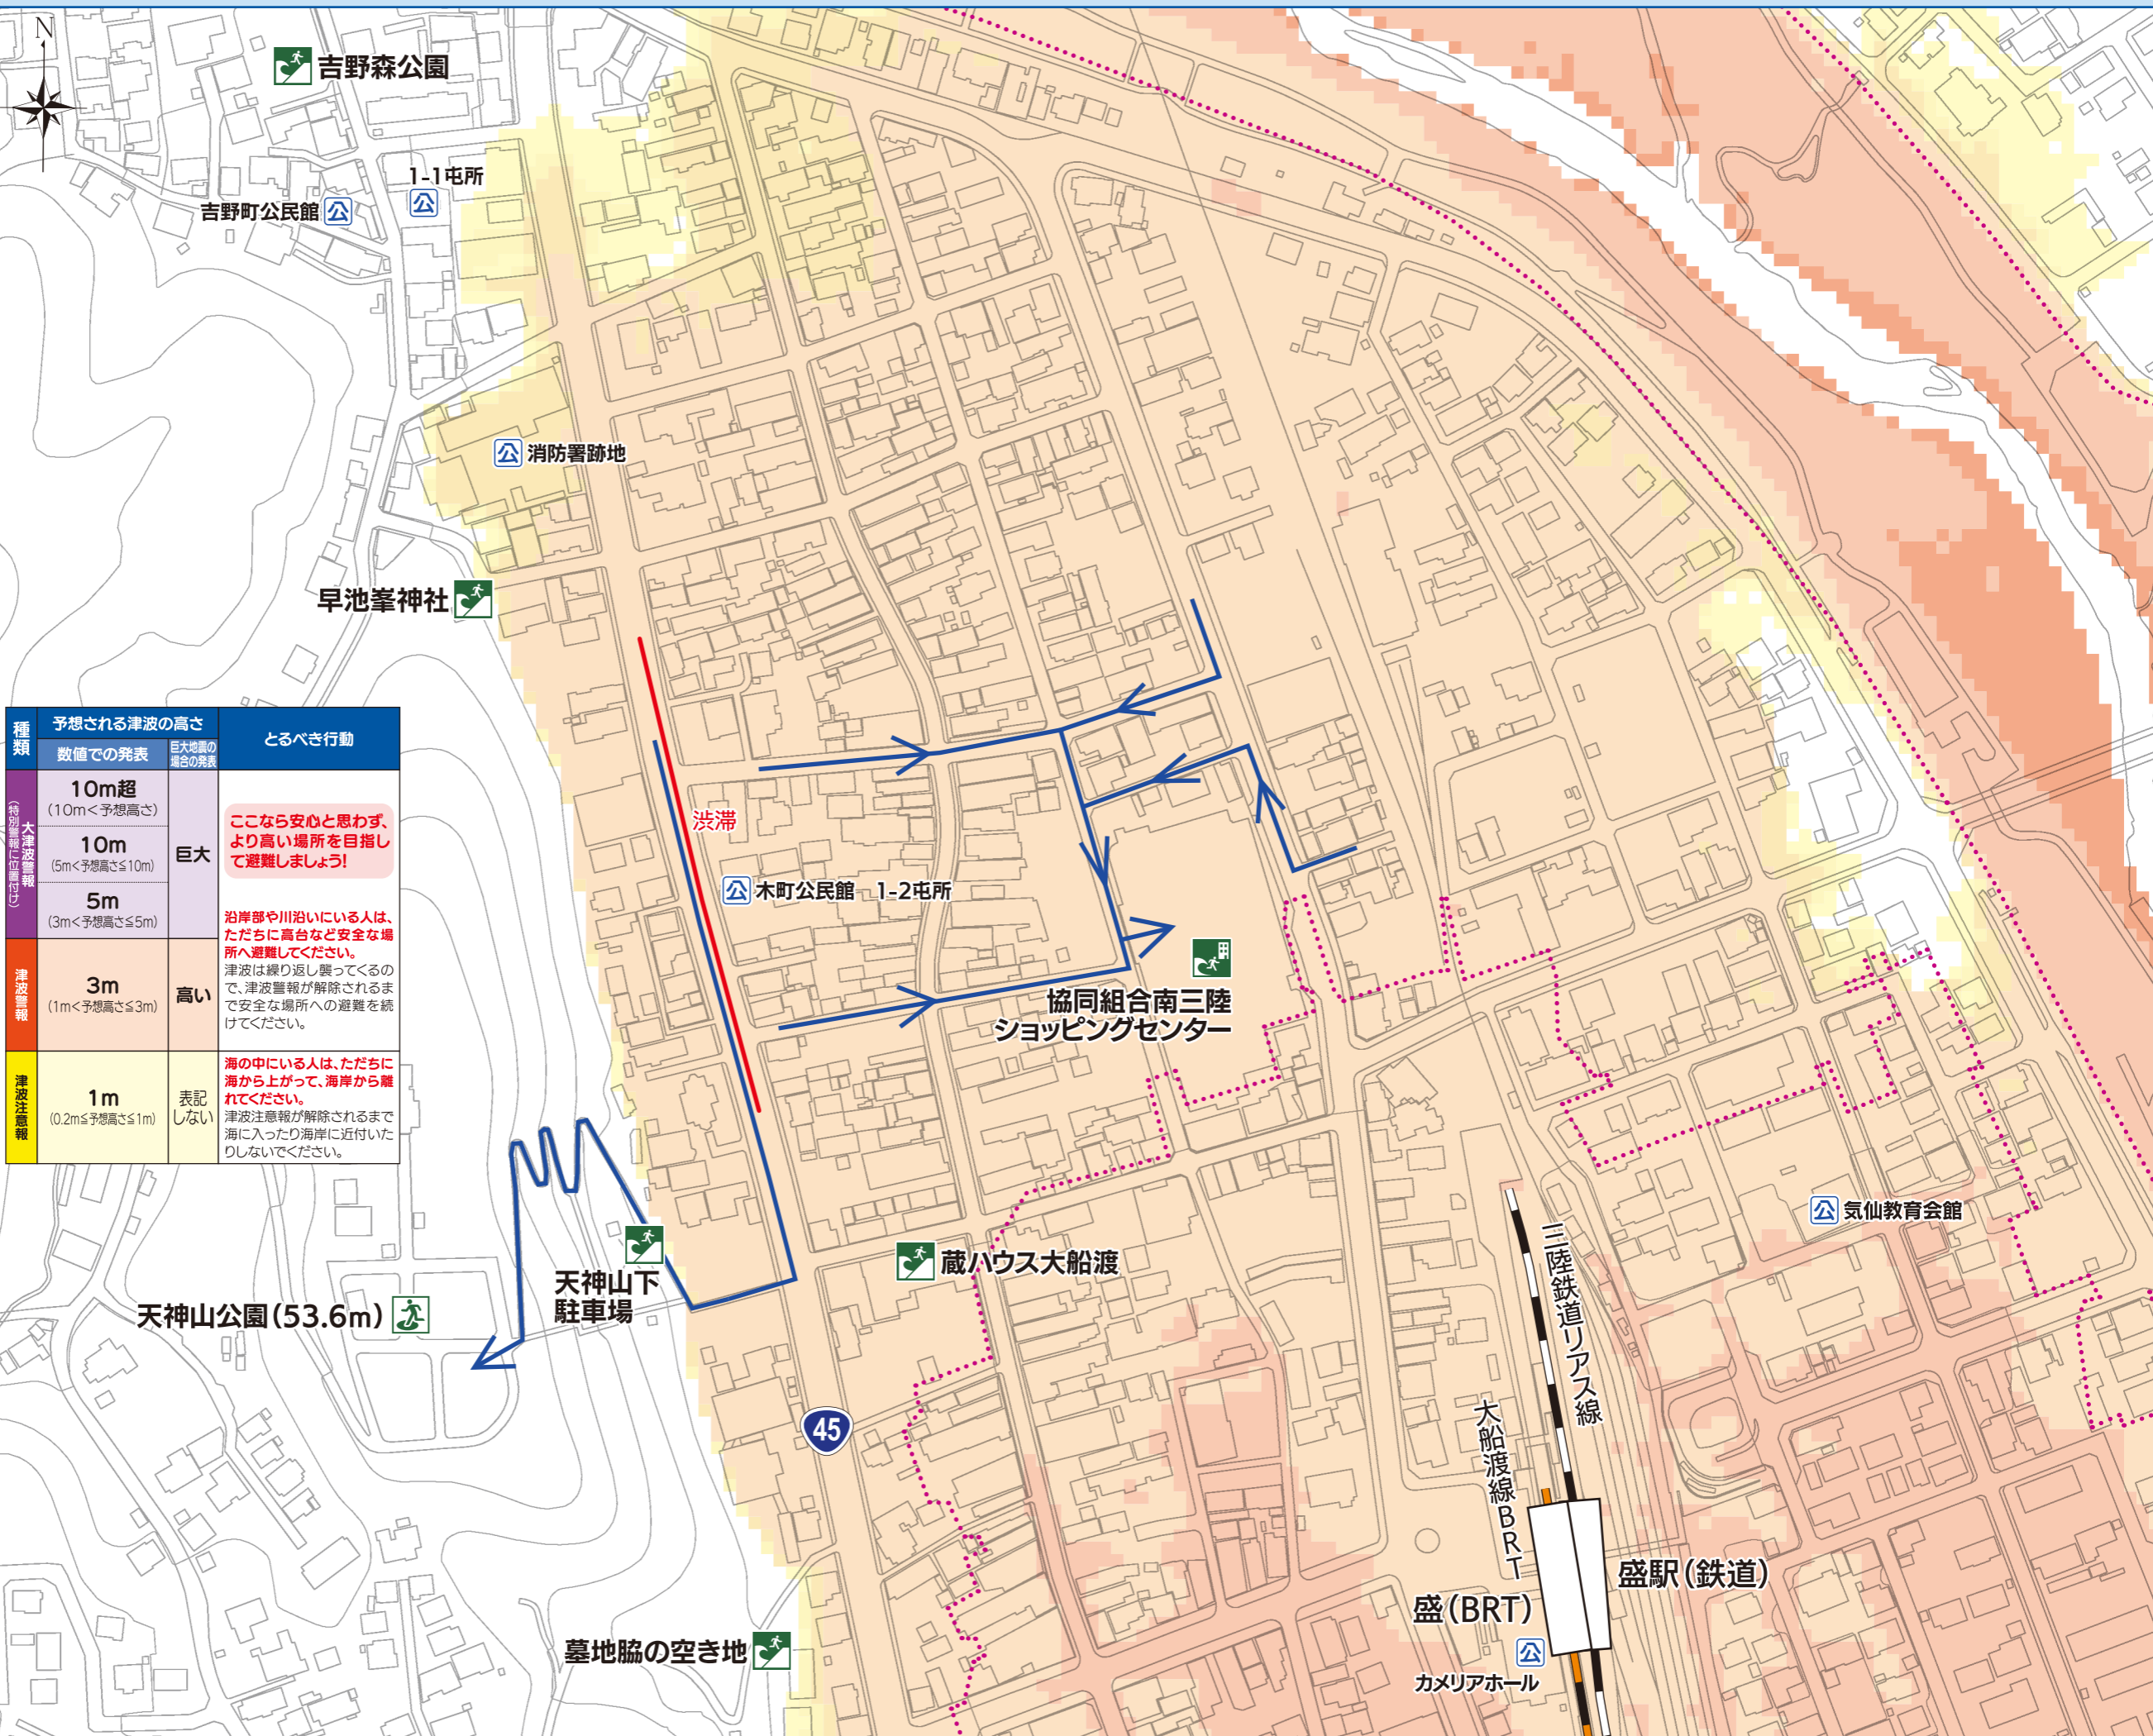 N
吉野森公園
1-1屯所
公
吉野町公民館 公
公 消防署跡地
早池峯神社
種類
予想される津波の高さ
とるべき行動
数値での発表
巨大地震の
場合の発表
大津波警報
（特別警報に位置付け）
10m超
（10m＜予想高さ）
10m
（5m＜予想高さ≦10m）
5m
（3m＜予想高さ≦5m）
巨大
ここなら安心と思わず、
より高い場所を目指し
て避難しましょう！
沿岸部や川沿いにいる人は、
ただちに高台など安全な場
所へ避難してください。
津波は繰り返し襲ってくるの
で、津波警報が解除されるま
で安全な場所への避難を続
けてください。
津波警報
3m
（1m＜予想高さ≦3m）
高い
津波注意報
1m
（0.2m≦予想高さ≦1m）
表記
しない
海の中にいる人は、ただちに
海から上がって、海岸から離
れてください。
津波注意報が解除されるまで
海に入ったり海岸に近付いた
りしないでください。
渋滞
公 木町公民館　1-2屯所
協同組合南三陸
ショッピングセンター
公 気仙教育会館
三陸鉄道リアス線
蔵ハウス大船渡
天神山下
駐車場
天神山公園（53.6m）
45
大船渡線BRT
盛駅（鉄道）
盛（BRT）
公
カメリアホール
墓地脇の空き地